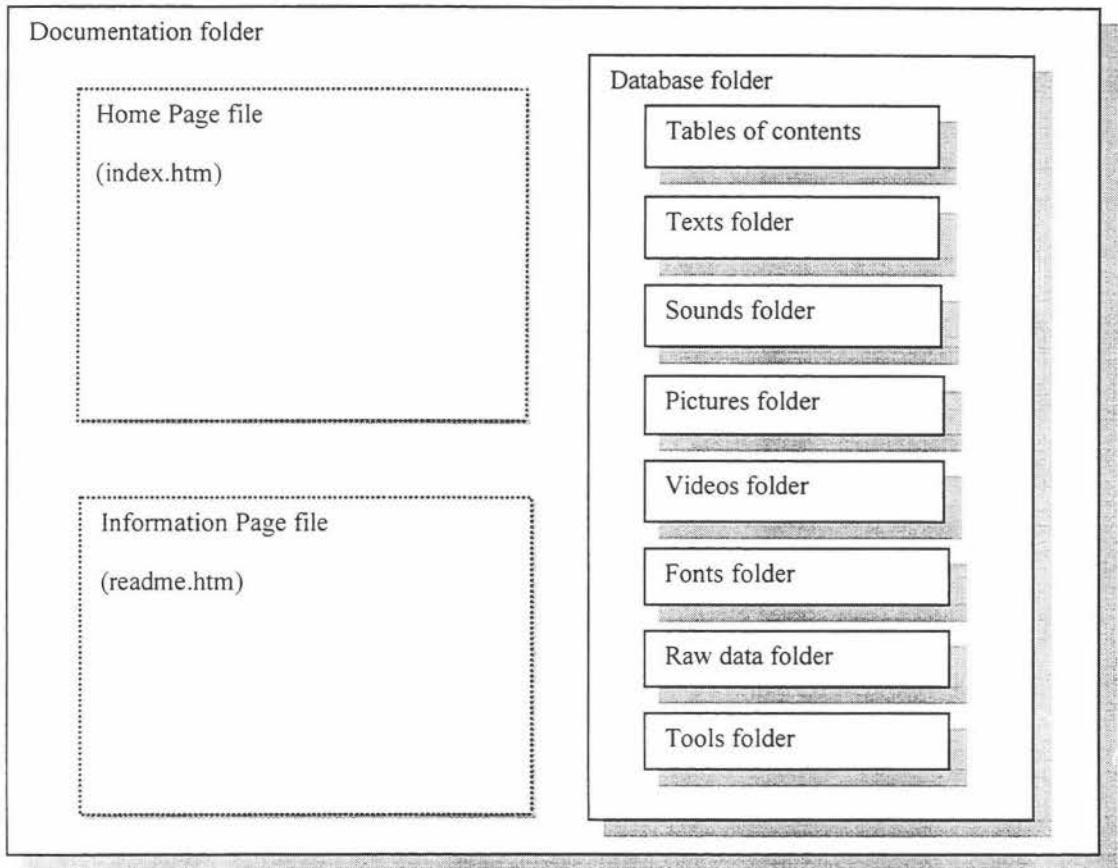 Documentation folder
Home Page file
(index.htm)
Information Page file
(readme.htm)
Database folder
Tables of contents
Texts folder
Sounds folder
Pictures folder
Videos folder
Fonts folder
Raw data folder
Tools folder